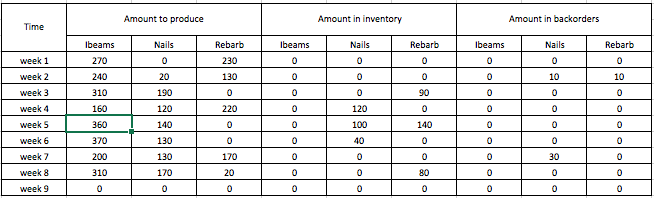 Time Amount to produce Amount in inventory Amount in backorders
Ibeams Nails Rebarb Ibeams Nails Rebarb Ibeams Nails Rebarb
week 1 270 0 230 0 0 0 0 0 0
week 2 240 20 130 0 0 0 0 10 10
week 3 310 190 0 0 0 90 0 0 0
week 4 160 120 220 0 120 0 0 0 0
week 5 360 140 0 0 100 140 0 0 0
week 6 370 130 0 0 40 0 0 0 0
week 7 200 130 170 0 0 0 0 30 0
week 8 310 170 20 0 0 80 0 0 0
week 9 0 0 0 0 0 0 0 0 0